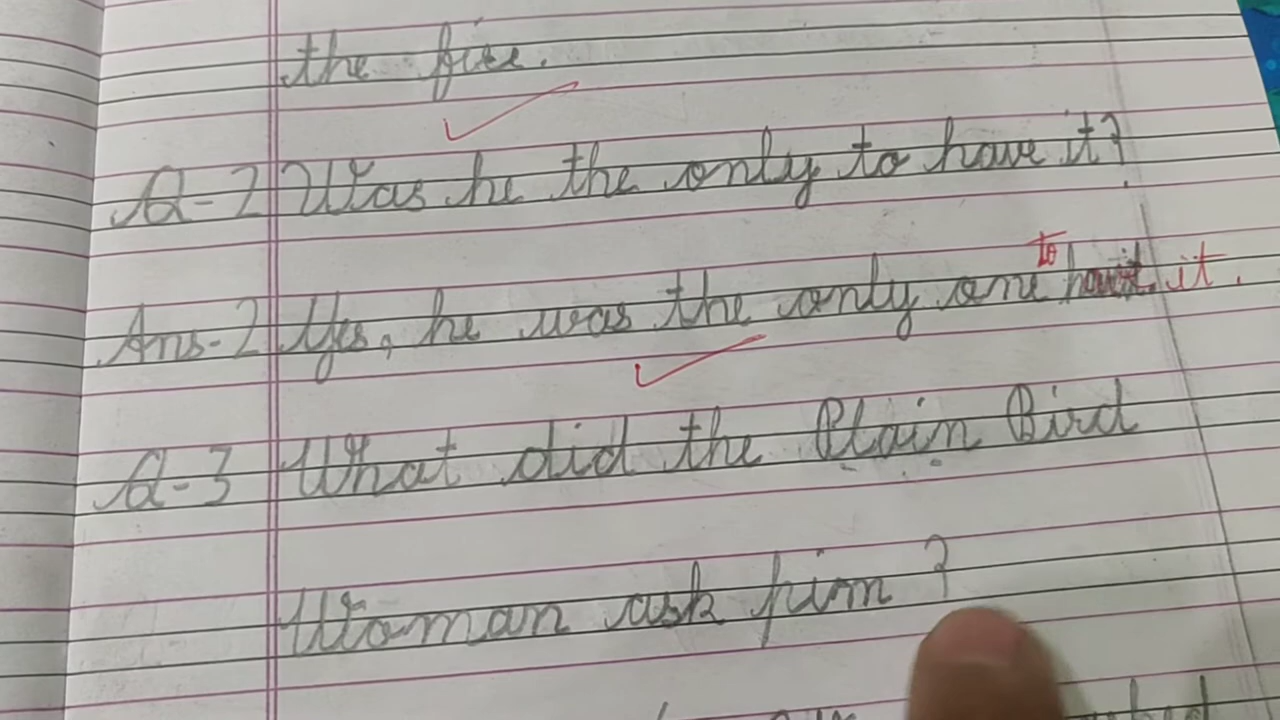 the fire.
Q-2 Was he the only to have it?
Ans-2 Yes, he was the only one to have it.
Q-3 What did the Plain Bird
Woman ask him ?